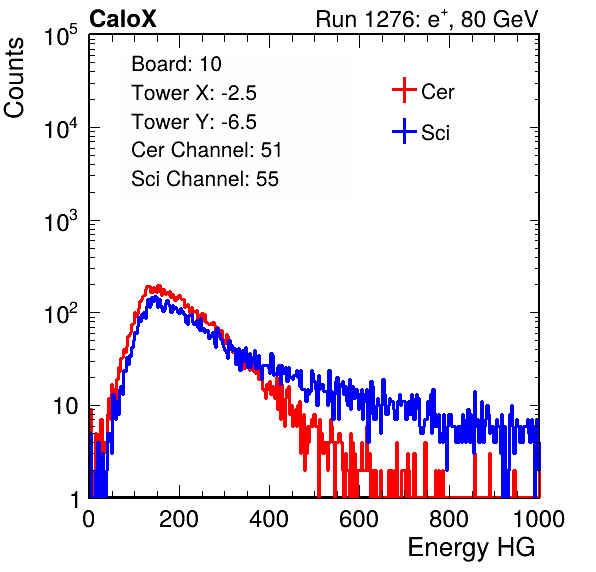 CaloX Run 1276: e⁺, 80 GeV
Counts
10⁵
10⁴
10³
10²
10
1
Board: 10
Tower X: -2.5
Tower Y: -6.5
Cer Channel: 51
Sci Channel: 55
Cer
Sci
0 200 400 600 800 1000
Energy HG